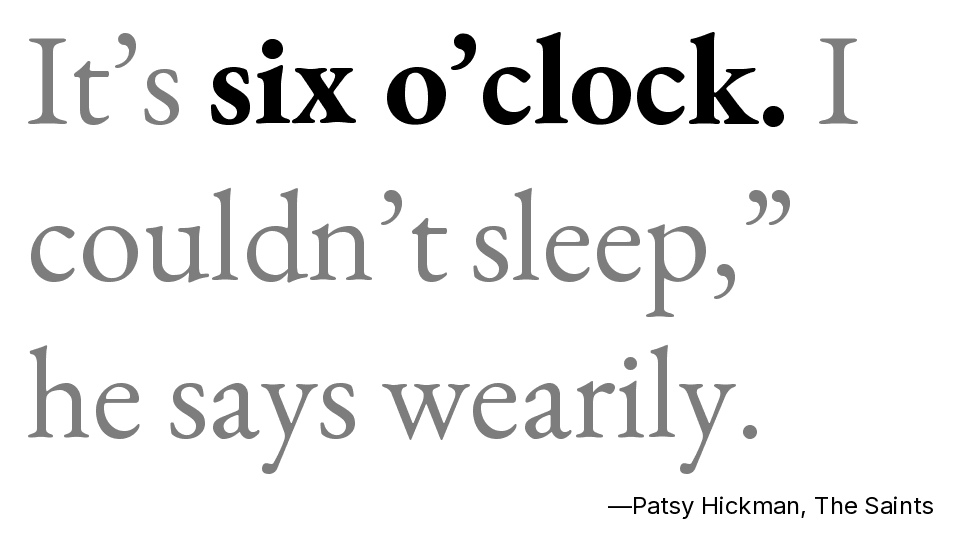 It’s six o’clock. I
couldn’t sleep,”
he says wearily.
—Patsy Hickman, The Saints